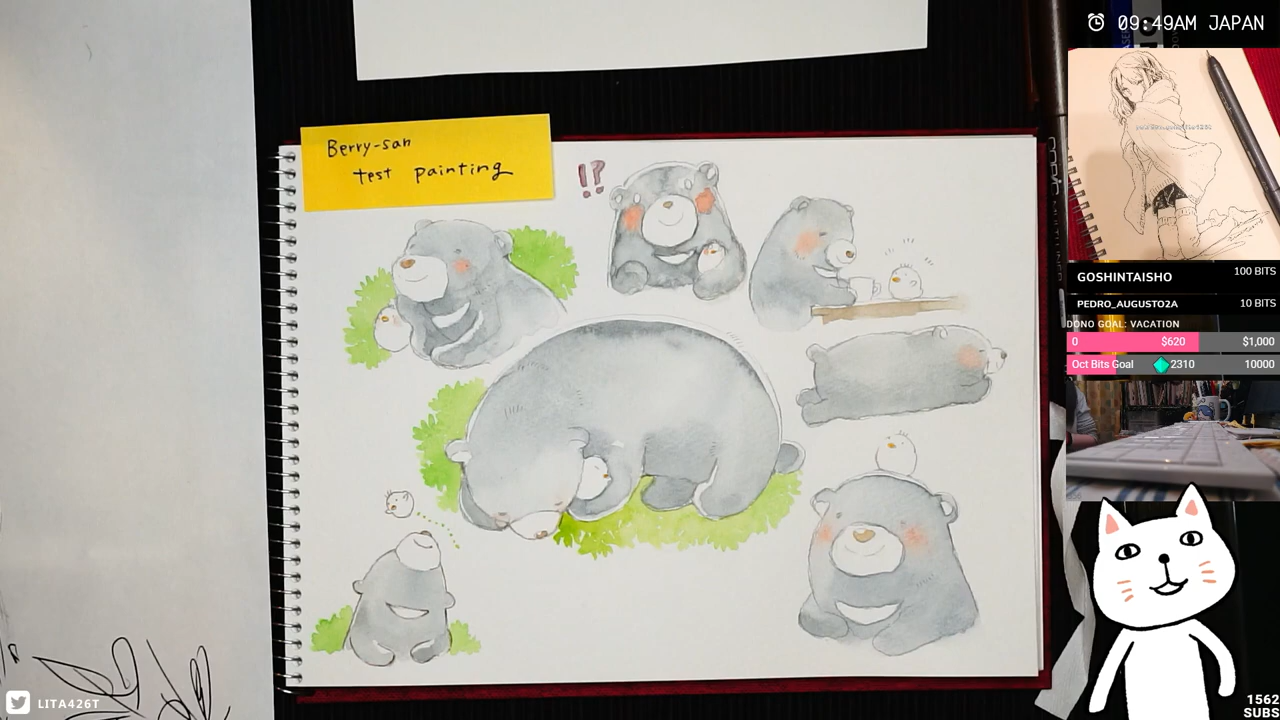 09:49AM JAPAN
Berry-san
test painting
!?
GOSHINTAISHO 100 BITS
PEDRO_AUGUSTO2A 10 BITS
DONO GOAL: VACATION
0 $620 $1,000
Oct Bits Goal 2310 10000
LITA426T
1562
SUBS